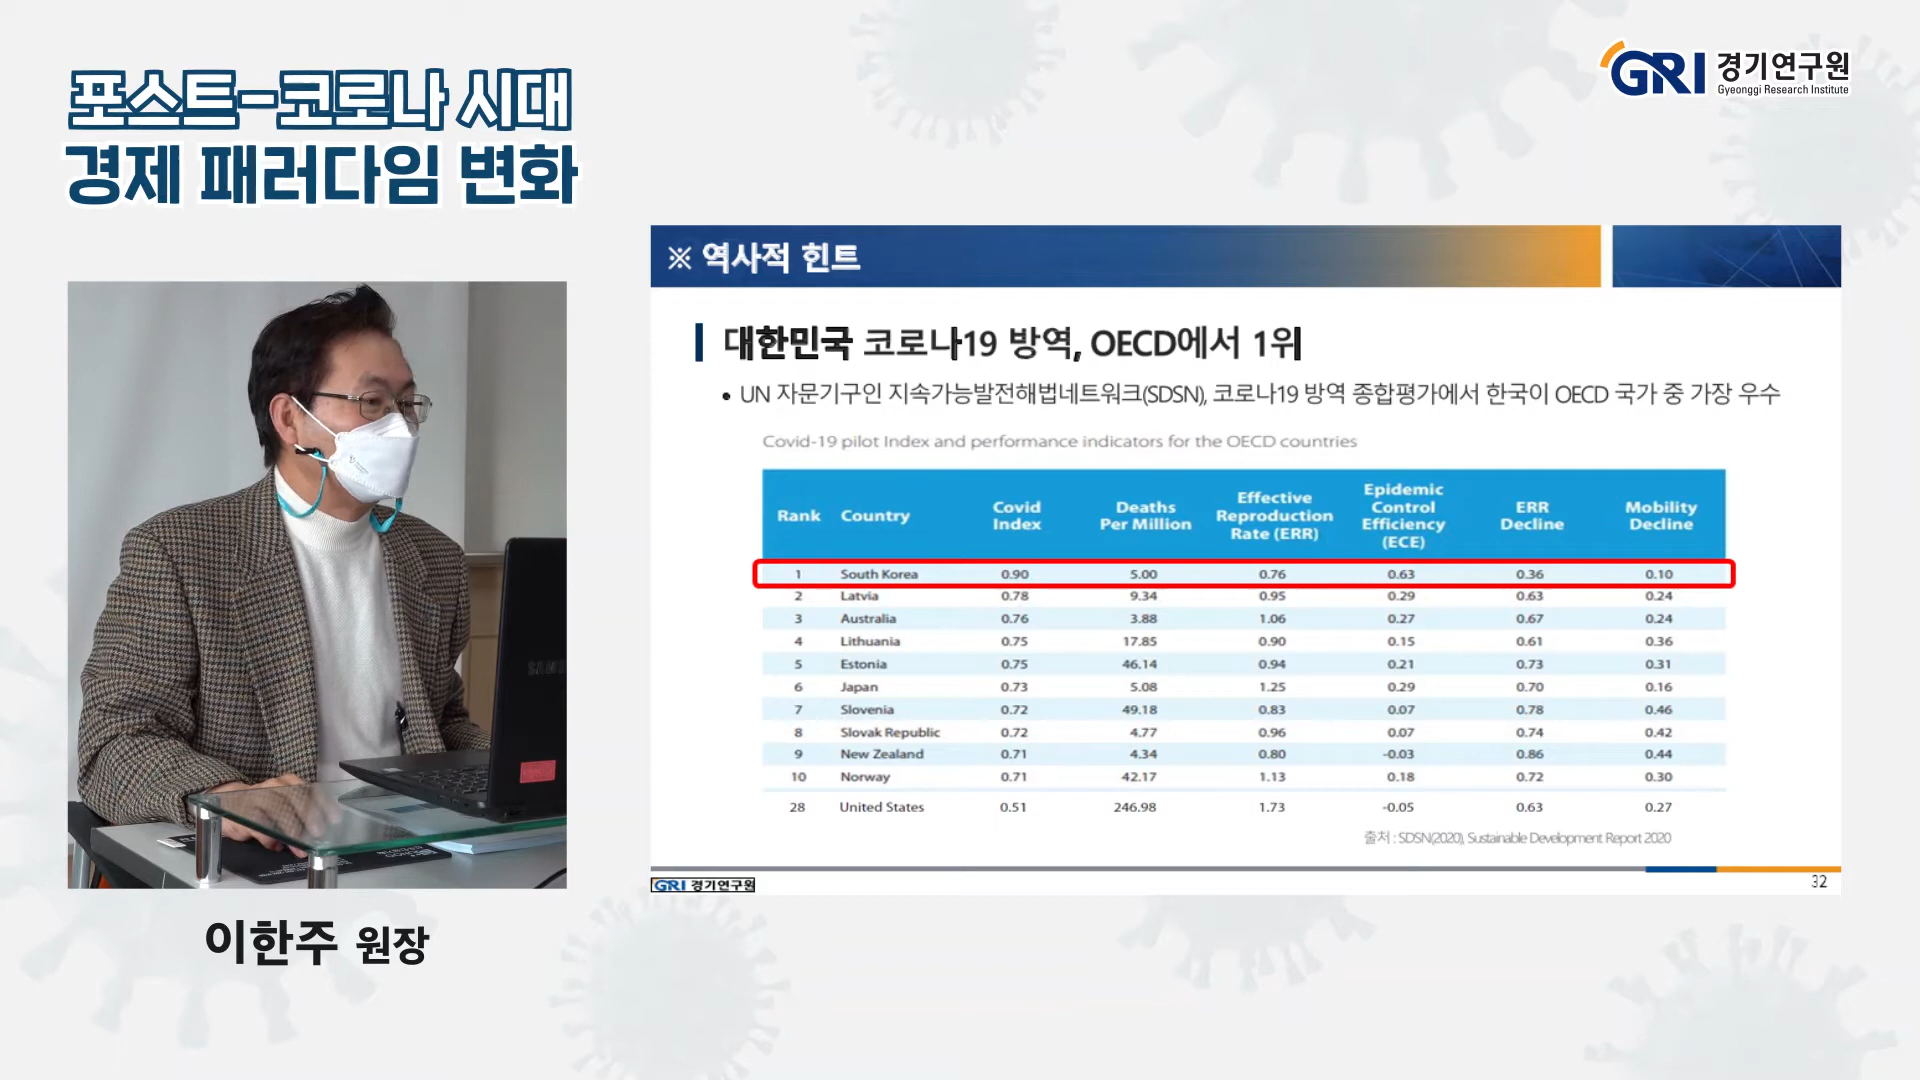 포스트-코로나 시대
경제 패러다임 변화
GRI 경기연구원
Gyeonggi Research Institute
※ 역사적 힌트
대한민국 코로나19 방역, OECD에서 1위
• UN 자문기구인 지속가능발전해법네트워크(SDSN), 코로나19 방역 종합평가에서 한국이 OECD 국가 중 가장 우수
Covid-19 pilot Index and performance indicators for the OECD countries
Rank Country Covid Index Deaths Per Million Effective Reproduction Rate (ERR) Epidemic Control Efficiency (ECE) ERR Decline Mobility Decline
1 South Korea 0.90 5.00 0.76 0.63 0.36 0.10
2 Latvia 0.78 9.34 0.95 0.29 0.63 0.24
3 Australia 0.76 3.88 1.06 0.27 0.67 0.24
4 Lithuania 0.75 17.85 0.90 0.15 0.61 0.36
5 Estonia 0.75 46.14 0.94 0.21 0.73 0.31
6 Japan 0.73 5.08 1.25 0.29 0.70 0.16
7 Slovenia 0.72 49.18 0.83 0.07 0.78 0.46
8 Slovak Republic 0.72 4.77 0.96 0.07 0.74 0.42
9 New Zealand 0.71 4.34 0.80 -0.03 0.86 0.44
10 Norway 0.71 42.17 1.13 0.18 0.72 0.30
28 United States 0.51 246.98 1.73 -0.05 0.63 0.27
출처 : SDSN(2020), Sustainable Development Report 2020
GRI 경기연구원
32
이한주 원장